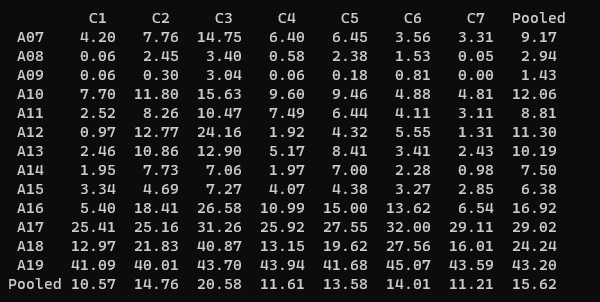 C1 C2 C3 C4 C5 C6 C7 Pooled
A07 4.20 7.76 14.75 6.40 6.45 3.56 3.31 9.17
A08 0.06 2.45 3.40 0.58 2.38 1.53 0.05 2.94
A09 0.06 0.30 3.04 0.06 0.18 0.81 0.00 1.43
A10 7.70 11.80 15.63 9.60 9.46 4.88 4.81 12.06
A11 2.52 8.26 10.47 7.49 6.44 4.11 3.11 8.81
A12 0.97 12.77 24.16 1.92 4.32 5.55 1.31 11.30
A13 2.46 10.86 12.90 5.17 8.41 3.41 2.43 10.19
A14 1.95 7.73 7.06 1.97 7.00 2.28 0.98 7.50
A15 3.34 4.69 7.27 4.07 4.38 3.27 2.85 6.38
A16 5.40 18.41 26.58 10.99 15.00 13.62 6.54 16.92
A17 25.41 25.16 31.26 25.92 27.55 32.00 29.11 29.02
A18 12.97 21.83 40.87 13.15 19.62 27.56 16.01 24.24
A19 41.09 40.01 43.70 43.94 41.68 45.07 43.59 43.20
Pooled 10.57 14.76 20.58 11.61 13.58 14.01 11.21 15.62